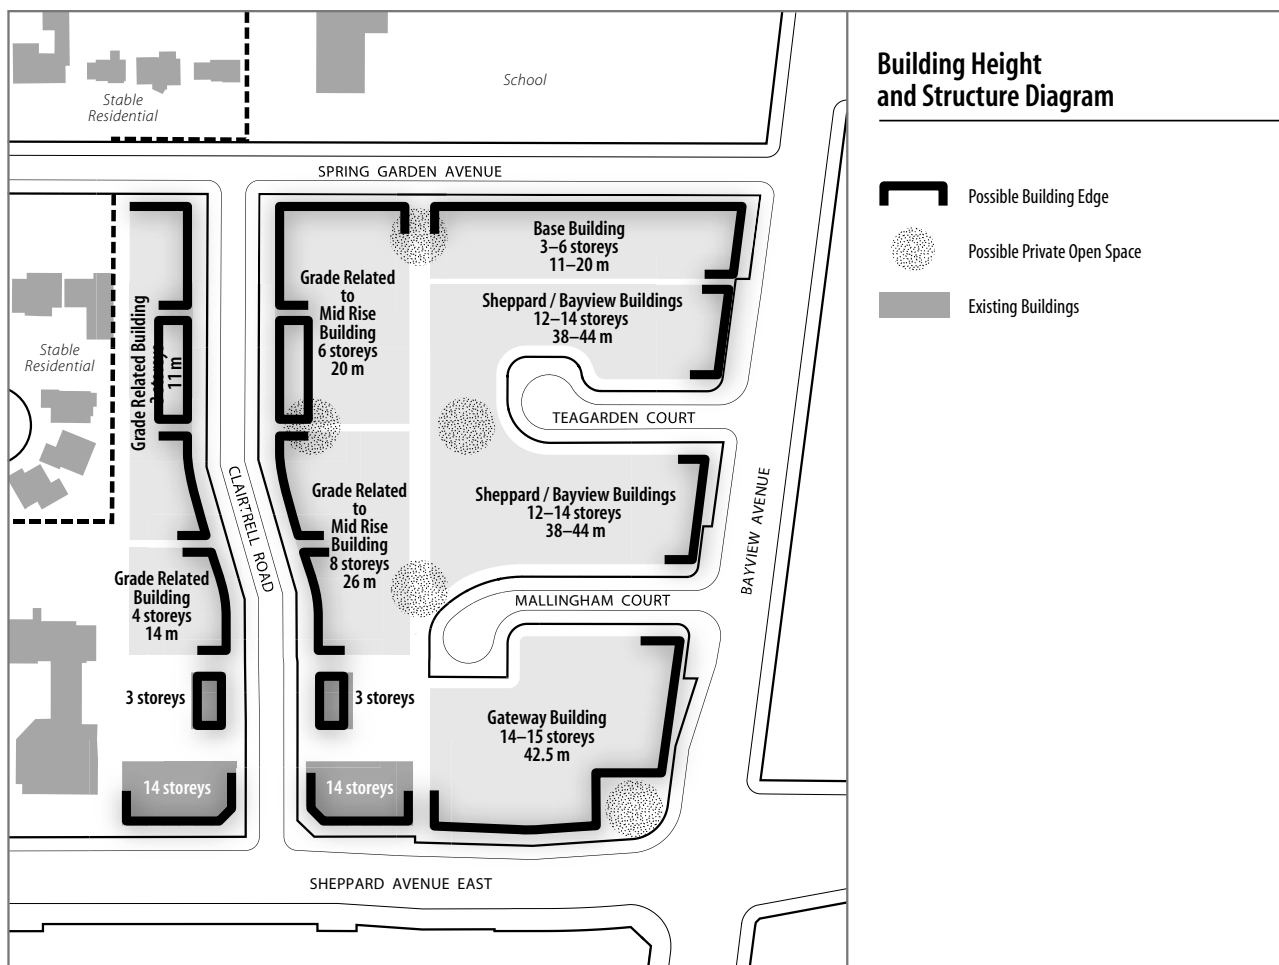 Building Height
and Structure Diagram
Possible Building Edge
Possible Private Open Space
Existing Buildings
School
Stable
Residential
SPRING GARDEN AVENUE
Base Building
3–6 storeys
11–20 m
Grade Related
to
Mid Rise
Building
6 storeys
20 m
Sheppard / Bayview Buildings
12–14 storeys
38–44 m
Grade Related Building
storeys
11 m
Stable
Residential
TEAGARDEN COURT
CLAIRTRELL ROAD
Grade Related
to
Mid Rise
Building
8 storeys
26 m
Sheppard / Bayview Buildings
12–14 storeys
38–44 m
BAYVIEW AVENUE
Grade Related
Building
4 storeys
14 m
MALLINGHAM COURT
3 storeys
3 storeys
Gateway Building
14–15 storeys
42.5 m
14 storeys
14 storeys
SHEPPARD AVENUE EAST